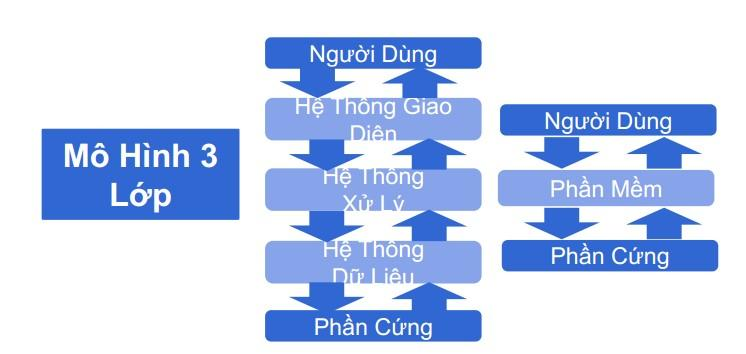 Mô Hình 3
Lớp
Người Dùng
Hệ Thống Giao
Diện
Hệ Thống
Xử Lý
Hệ Thống
Dữ Liệu
Phần Cứng
Người Dùng
Phần Mềm
Phần Cứng